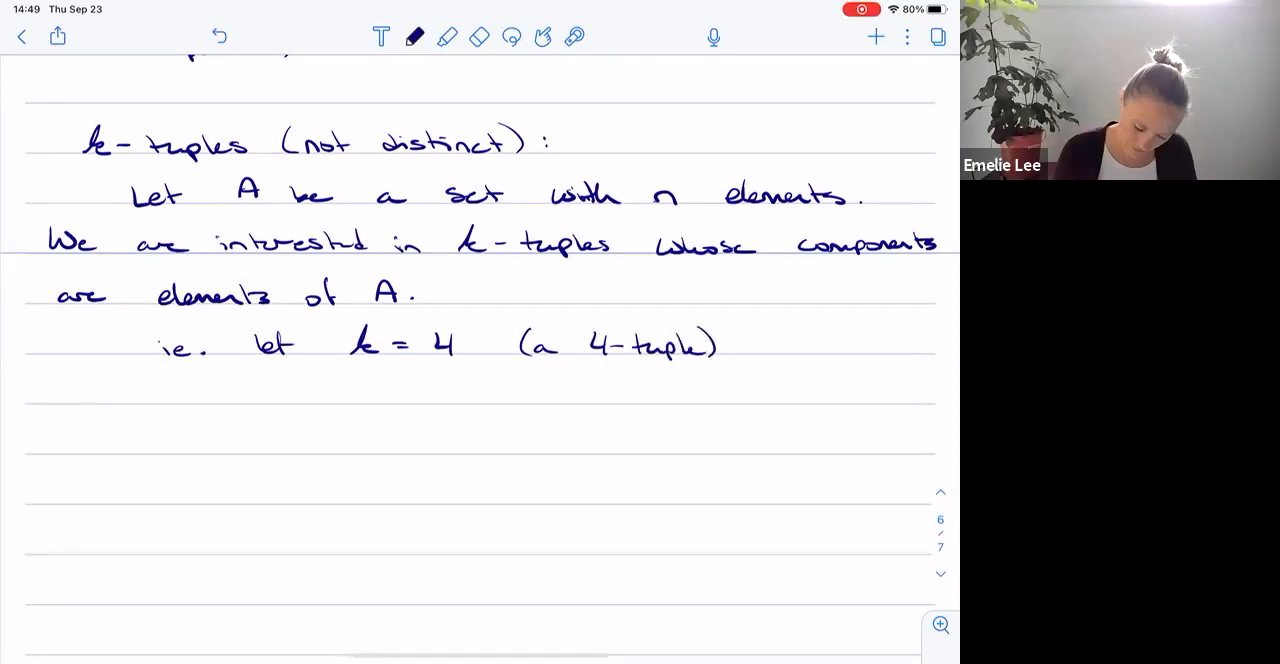 14:49 Thu Sep 23
80%
k-tuples (not distinct):
Let A be a set with n elements.
We are interested in k-tuples whose components
are elements of A.
ie. let k = 4 (a 4-tuple)
6
/
7
Emelie Lee